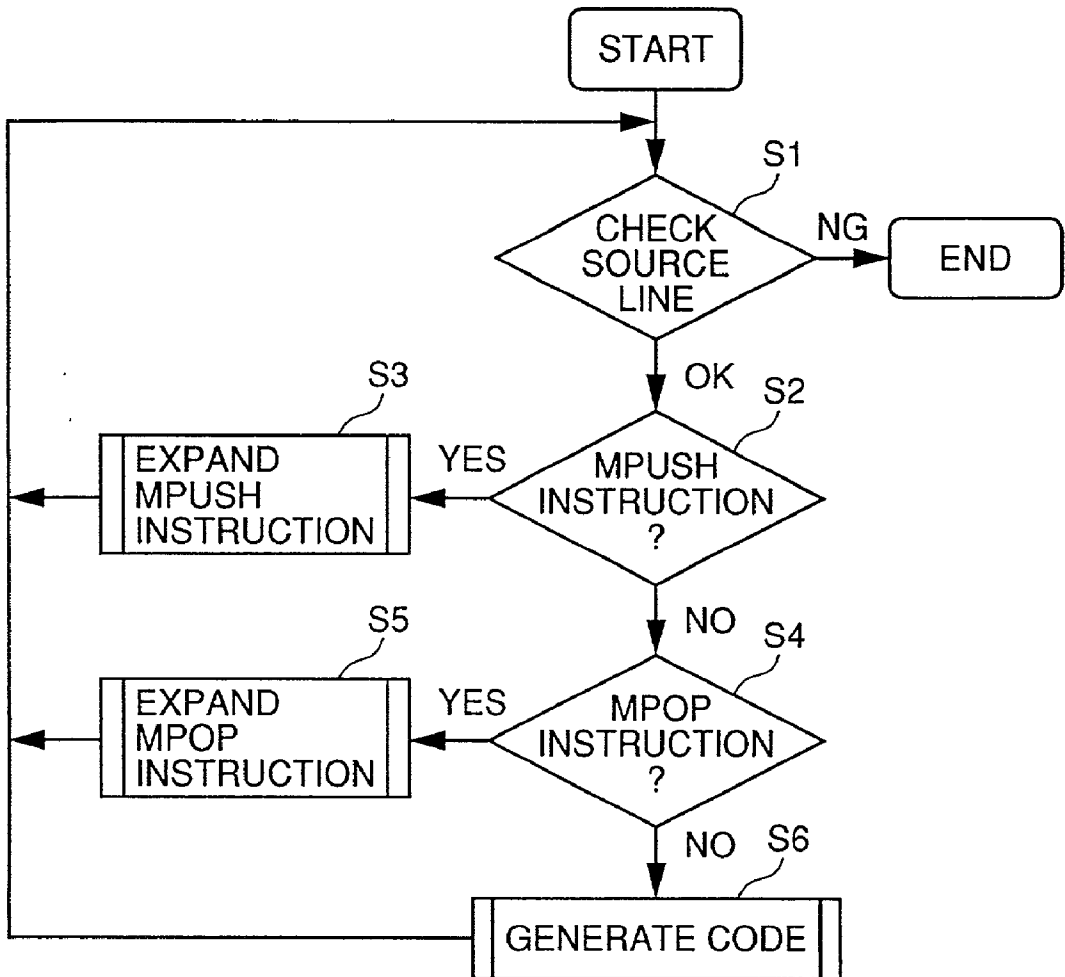 START
S1
CHECK
SOURCE
LINE
NG
END
OK
S3
S2
EXPAND
MPUSH
INSTRUCTION
YES
MPUSH
INSTRUCTION
?
NO
S5
S4
EXPAND
MPOP
INSTRUCTION
YES
MPOP
INSTRUCTION
?
NO
S6
GENERATE CODE